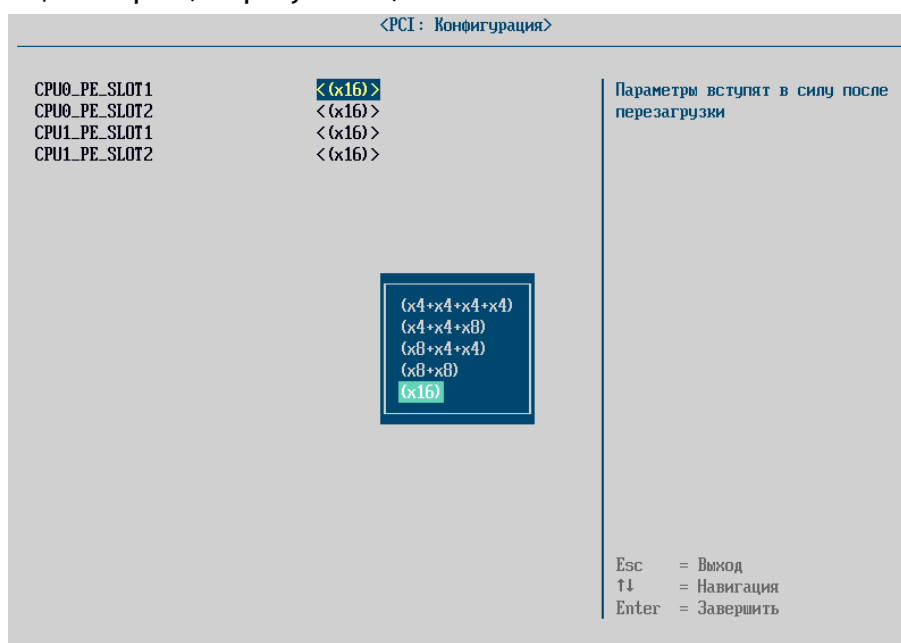 <PCI: Конфигурация>
CPU0_PE_SLOT1 <(x16)>
CPU0_PE_SLOT2 <(x16)>
CPU1_PE_SLOT1 <(x16)>
CPU1_PE_SLOT2 <(x16)>
Параметры вступят в силу после
перезагрузки
(x4+x4+x4+x4)
(x4+x4+x8)
(x8+x4+x4)
(x8+x8)
(x16)
Esc = Выход
↑↓ = Навигация
Enter = Завершить